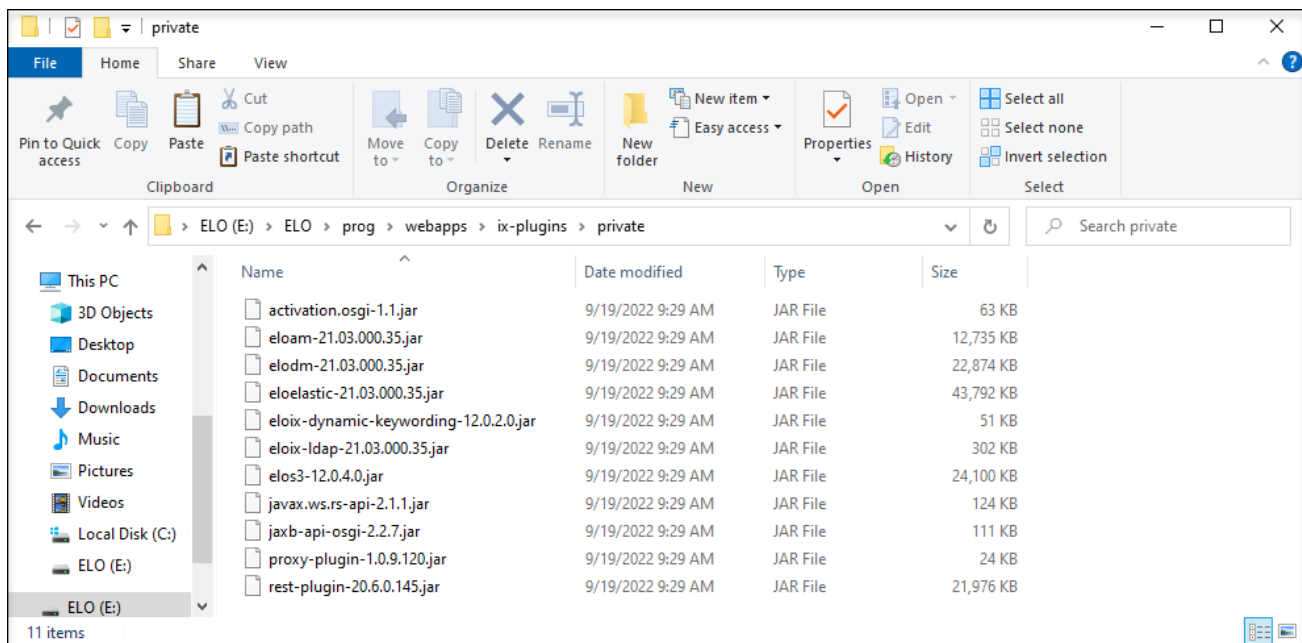 private
File Home Share View
Pin to Quick access
Copy
Paste
Cut
Copy path
Paste shortcut
Clipboard
Move to
Copy to
Delete
Rename
Organize
New folder
New item
Easy access
New
Properties
Open
Edit
History
Open
Select all
Select none
Invert selection
Select
ELO (E:) > ELO > prog > webapps > ix-plugins > private
Search private
This PC
3D Objects
Desktop
Documents
Downloads
Music
Pictures
Videos
Local Disk (C:)
ELO (E:)
ELO (E:)
Name Date modified Type Size
activation.osgi-1.1.jar 9/19/2022 9:29 AM JAR File 63 KB
eloam-21.03.000.35.jar 9/19/2022 9:29 AM JAR File 12,735 KB
elodm-21.03.000.35.jar 9/19/2022 9:29 AM JAR File 22,874 KB
eloelastic-21.03.000.35.jar 9/19/2022 9:29 AM JAR File 43,792 KB
eloix-dynamic-keywording-12.0.2.0.jar 9/19/2022 9:29 AM JAR File 51 KB
eloix-ldap-21.03.000.35.jar 9/19/2022 9:29 AM JAR File 302 KB
elos3-12.0.4.0.jar 9/19/2022 9:29 AM JAR File 24,100 KB
javax.ws.rs-api-2.1.1.jar 9/19/2022 9:29 AM JAR File 124 KB
jaxb-api-osgi-2.2.7.jar 9/19/2022 9:29 AM JAR File 111 KB
proxy-plugin-1.0.9.120.jar 9/19/2022 9:29 AM JAR File 24 KB
rest-plugin-20.6.0.145.jar 9/19/2022 9:29 AM JAR File 21,976 KB
11 items